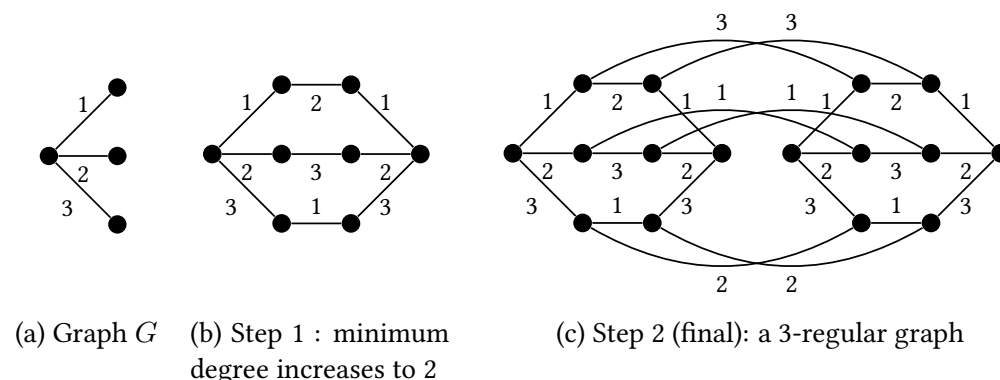 3 3
1 1
1 2 1 1 2 1 1 1 1 2 1
2 2 3 2 2 3 2 2 3 2
3 3 1 3 3 1 3 3 1 3
2 2
(a) Graph G (b) Step 1 : minimum (c) Step 2 (final): a 3-regular graph
degree increases to 2